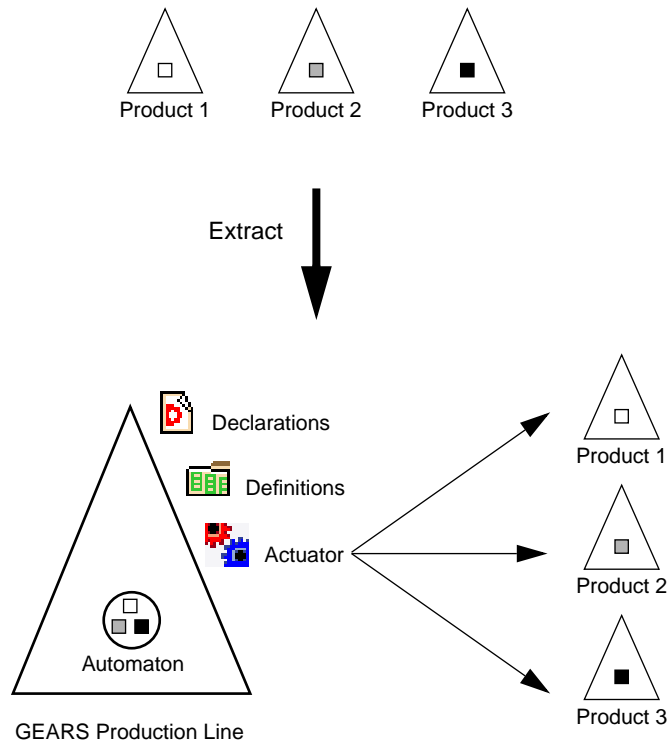 Product 1
Product 2
Product 3
Extract
D
Declarations
Definitions
Actuator
Automaton
GEARS Production Line
Product 1
Product 2
Product 3